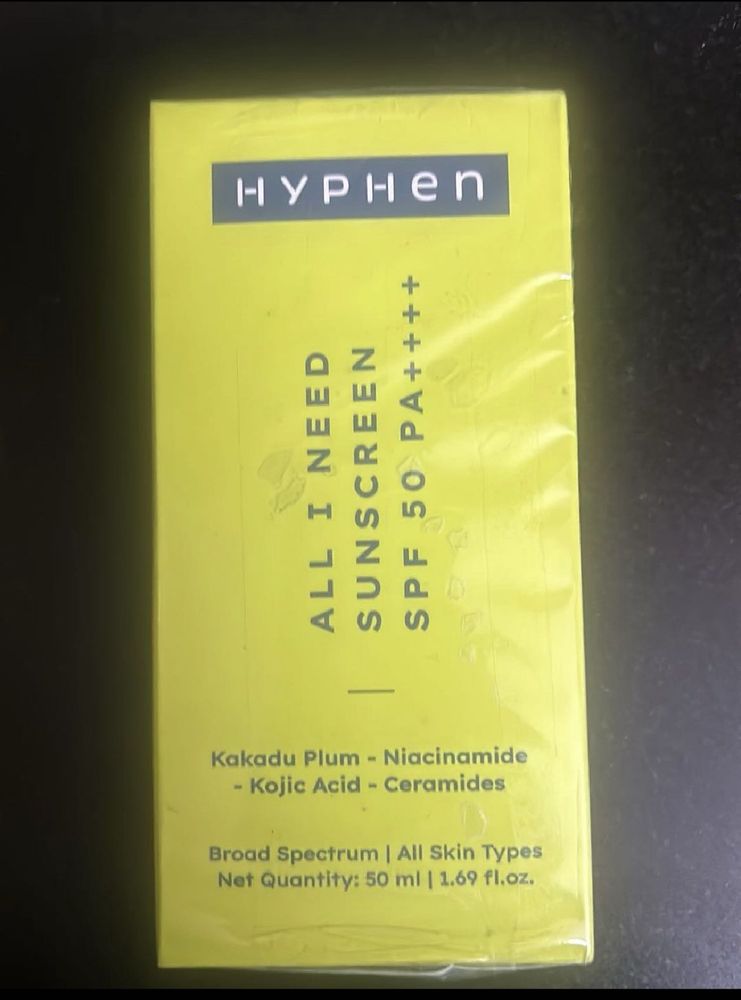 HYPHen
ALL I NEED
SUNSCREEN
SPF 50 PA++++
Kakadu Plum - Niacinamide
- Kojic Acid - Ceramides
Broad Spectrum | All Skin Types
Net Quantity: 50 ml | 1.69 fl.oz.